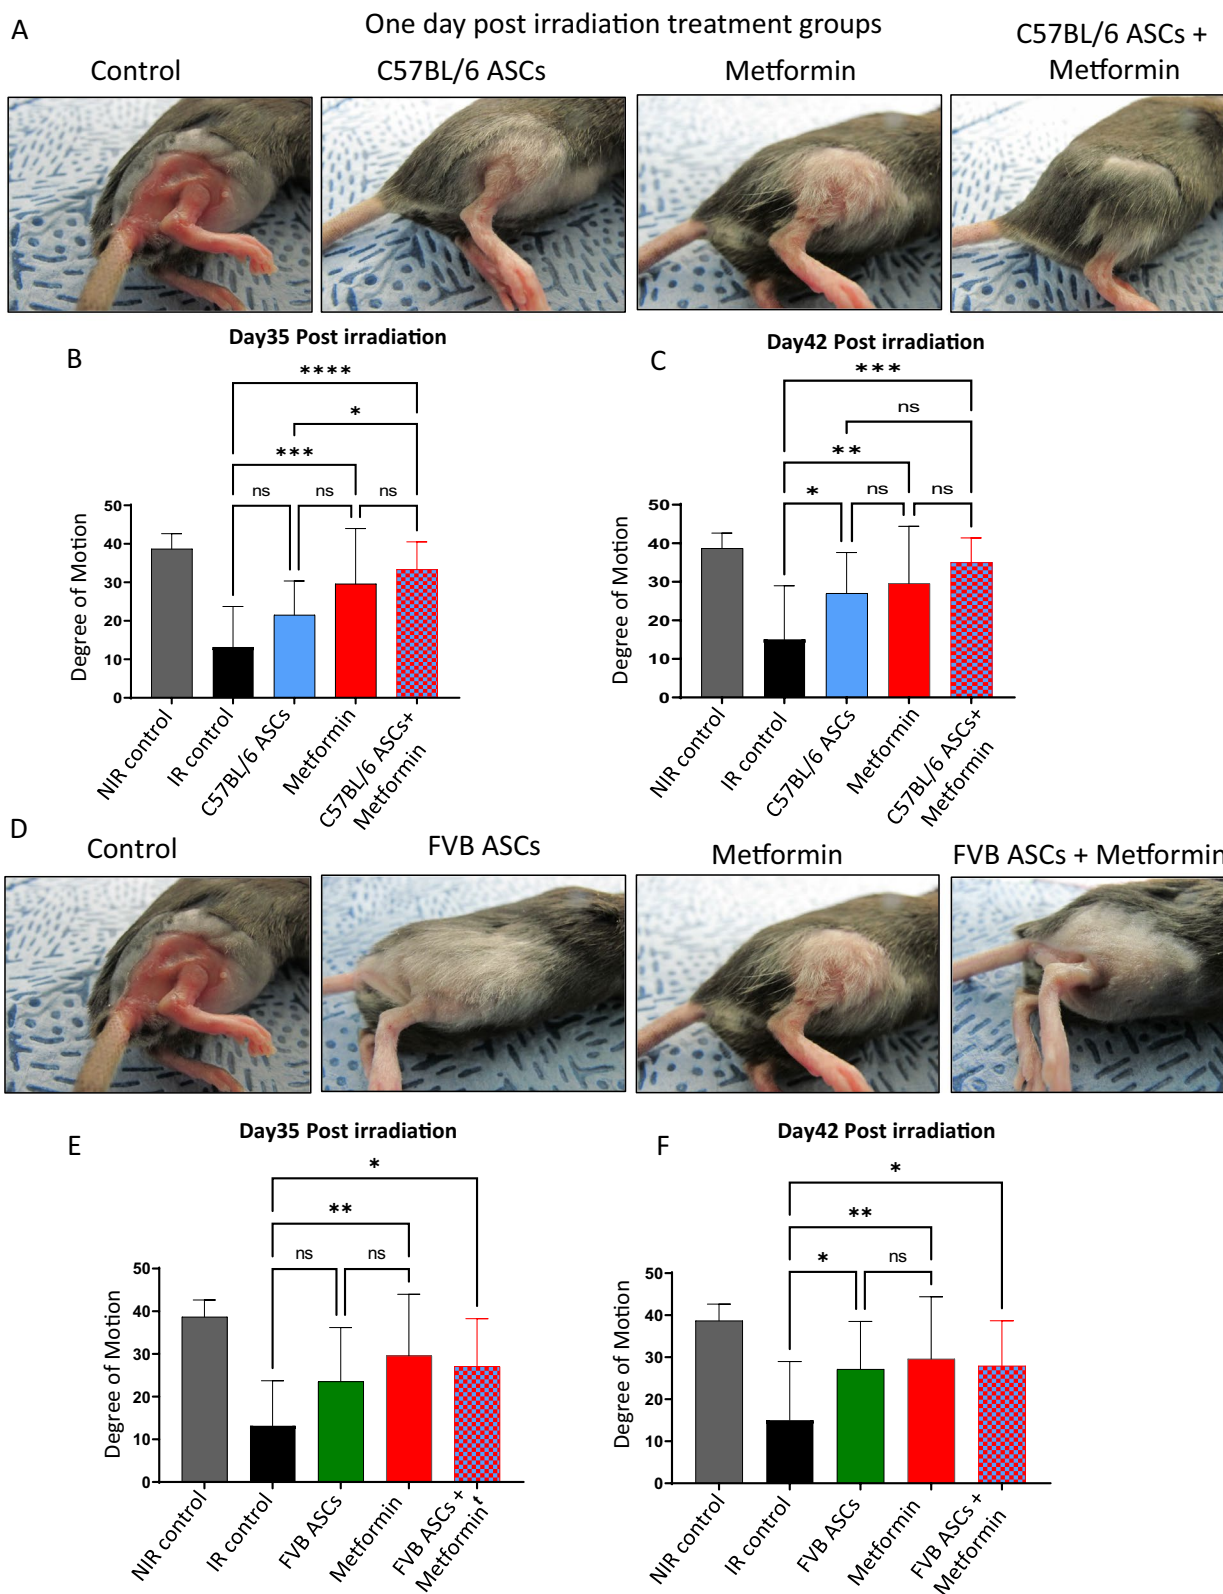 A
One day post irradiation treatment groups
Control
C57BL/6 ASCs
Metformin
C57BL/6 ASCs +
Metformin
B
Day35 Post irradiation
****
*
***
ns
ns
ns
Degree of Motion
50
40
30
20
10
0
NIR control
IR control
C57BL/6 ASCs
Metformin
C57BL/6 ASCs+
Metformin
C
Day42 Post irradiation
***
ns
**
*
ns
ns
Degree of Motion
50
40
30
20
10
0
NIR control
IR control
C57BL/6 ASCs
Metformin
C57BL/6 ASCs+
Metformin
D
Control
FVB ASCs
Metformin
FVB ASCs + Metformin
E
Day35 Post irradiation
*
**
ns
ns
Degree of Motion
50
40
30
20
10
0
NIR control
IR control
FVB ASCs
Metformin
FVB ASCs +
Metformin
F
Day42 Post irradiation
*
**
*
ns
Degree of Motion
50
40
30
20
10
0
NIR control
IR control
FVB ASCs
Metformin
FVB ASCs +
Metformin